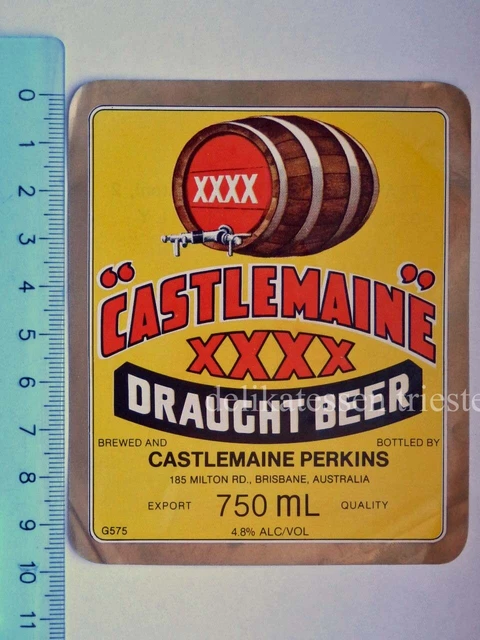 XXXX
"CASTLEMAINE"
XXXX
DRAUGHT BEER
delikatessen trieste
BREWED AND BOTTLED BY
CASTLEMAINE PERKINS
185 MILTON RD., BRISBANE, AUSTRALIA
EXPORT 750 mL QUALITY
G575 4.8% ALC/VOL
0
1
2
3
4
5
6
7
8
9
10
11